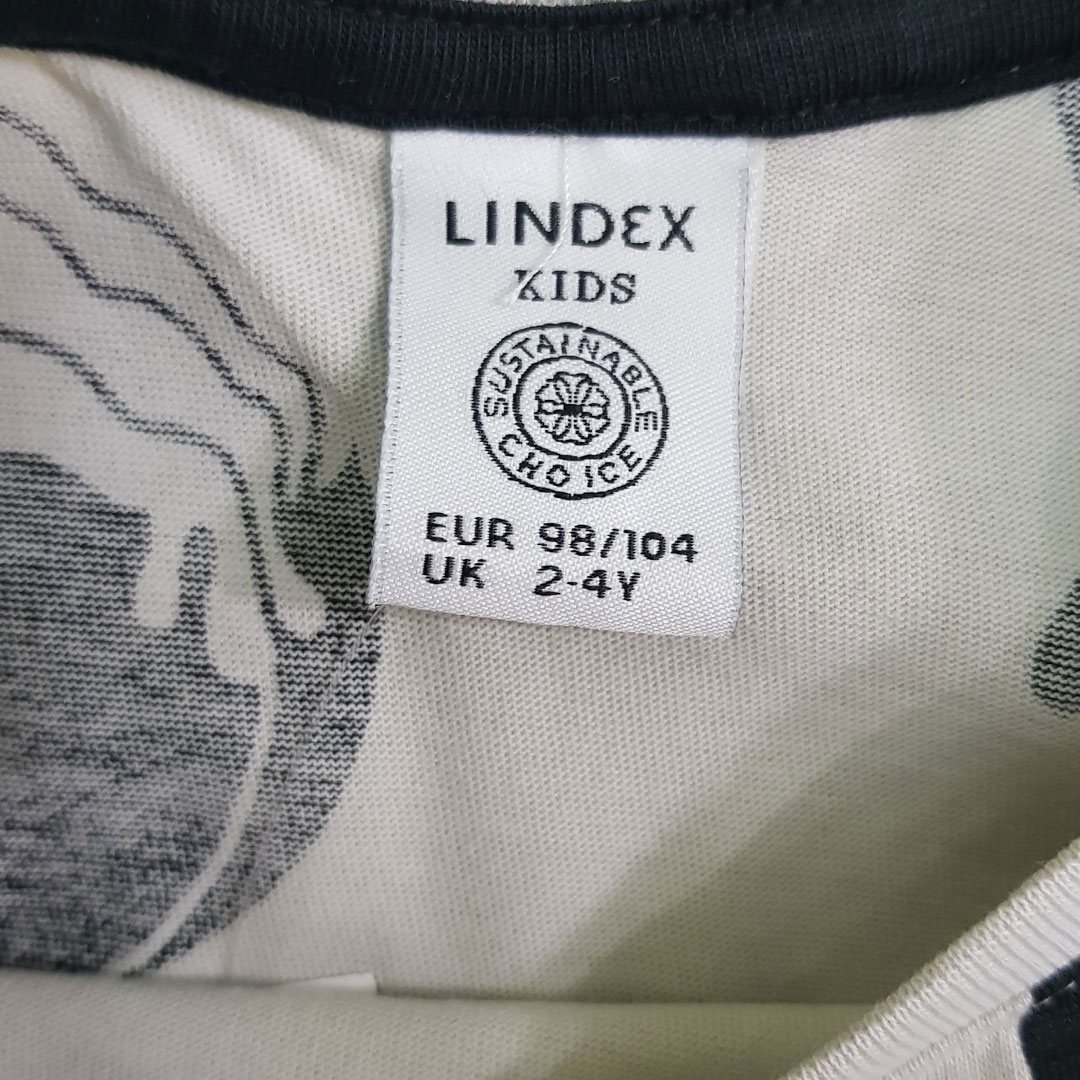 LINDEX
KIDS
SUSTAINABLE
CHOICE
EUR 98/104
UK 2-4Y